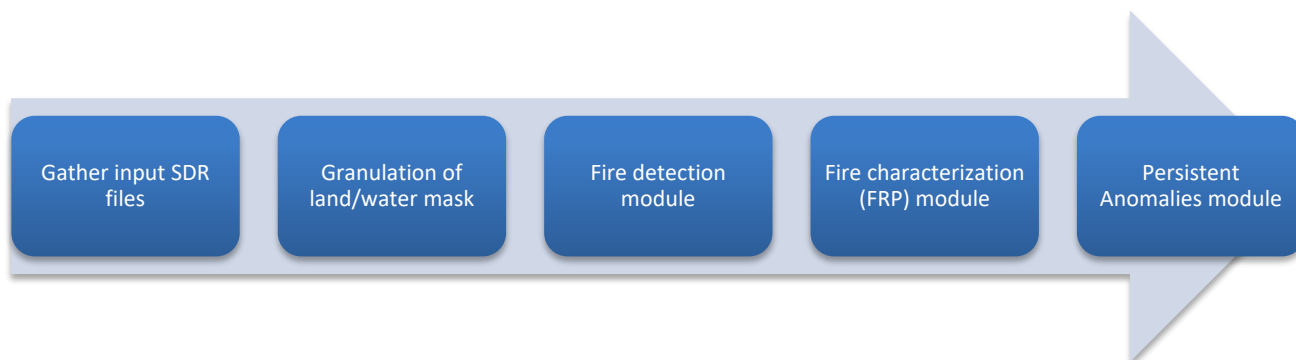 Gather input SDR
files
Granulation of
land/water mask
Fire detection
module
Fire characterization
(FRP) module
Persistent
Anomalies module